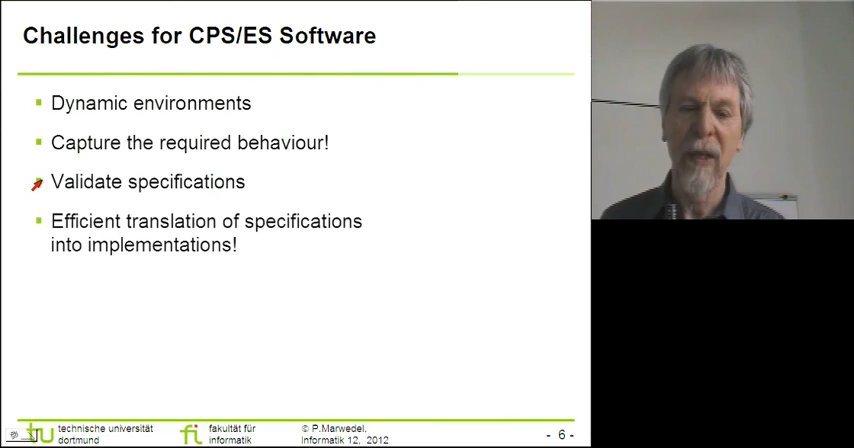 Challenges for CPS/ES Software
Dynamic environments
Capture the required behaviour!
Validate specifications
Efficient translation of specifications
into implementations!
technische universität
dortmund
fakultät für
informatik
© P.Marwedel,
Informatik 12, 2012
- 6 -